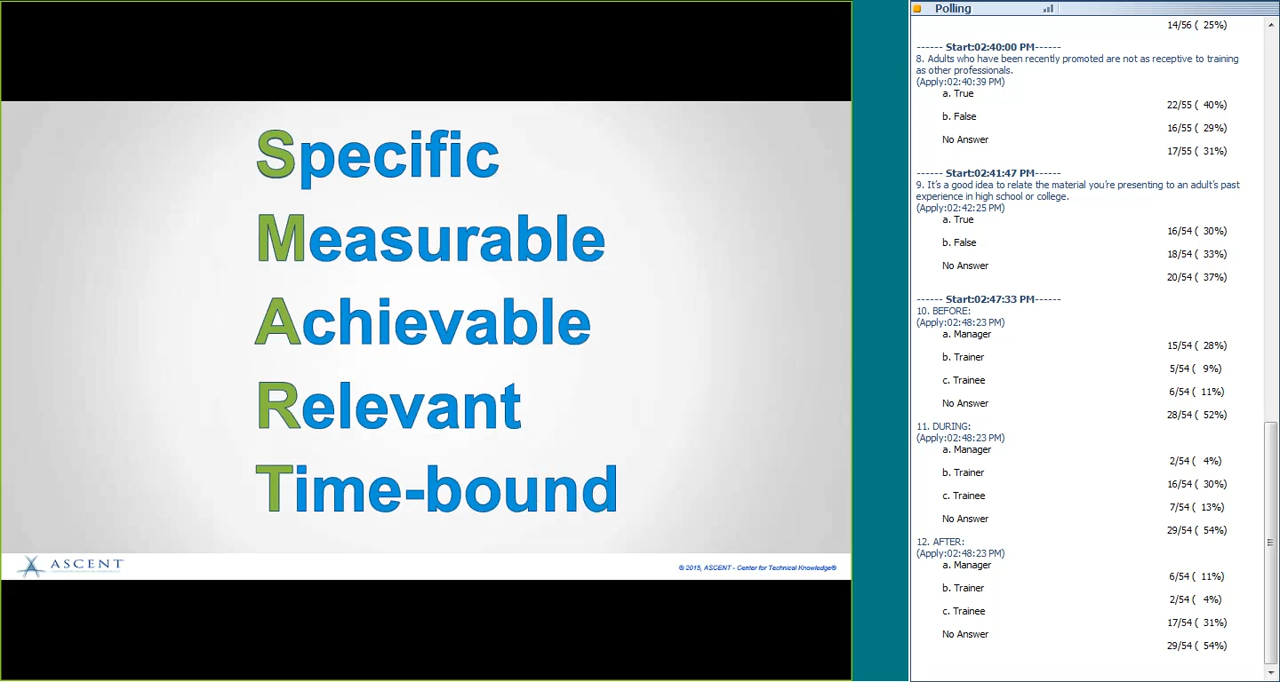 Specific
Measurable
Achievable
Relevant
Time-bound
ASCENT
© 2015, ASCENT - Center for Technical Knowledge®
Polling
14/56 ( 25%)
------ Start:02:40:00 PM------
8. Adults who have been recently promoted are not as receptive to training
as other professionals.
(Apply:02:40:39 PM)
a. True
22/55 ( 40%)
b. False
16/55 ( 29%)
No Answer
17/55 ( 31%)
------ Start:02:41:47 PM------
9. It's a good idea to relate the material you're presenting to an adult's past
experience in high school or college.
(Apply:02:42:25 PM)
a. True
16/54 ( 30%)
b. False
18/54 ( 33%)
No Answer
20/54 ( 37%)
------ Start:02:47:33 PM------
10. BEFORE:
(Apply:02:48:23 PM)
a. Manager
15/54 ( 28%)
b. Trainer
5/54 ( 9%)
c. Trainee
6/54 ( 11%)
No Answer
28/54 ( 52%)
11. DURING:
(Apply:02:48:23 PM)
a. Manager
2/54 ( 4%)
b. Trainer
16/54 ( 30%)
c. Trainee
7/54 ( 13%)
No Answer
29/54 ( 54%)
12. AFTER:
(Apply:02:48:23 PM)
a. Manager
6/54 ( 11%)
b. Trainer
2/54 ( 4%)
c. Trainee
17/54 ( 31%)
No Answer
29/54 ( 54%)